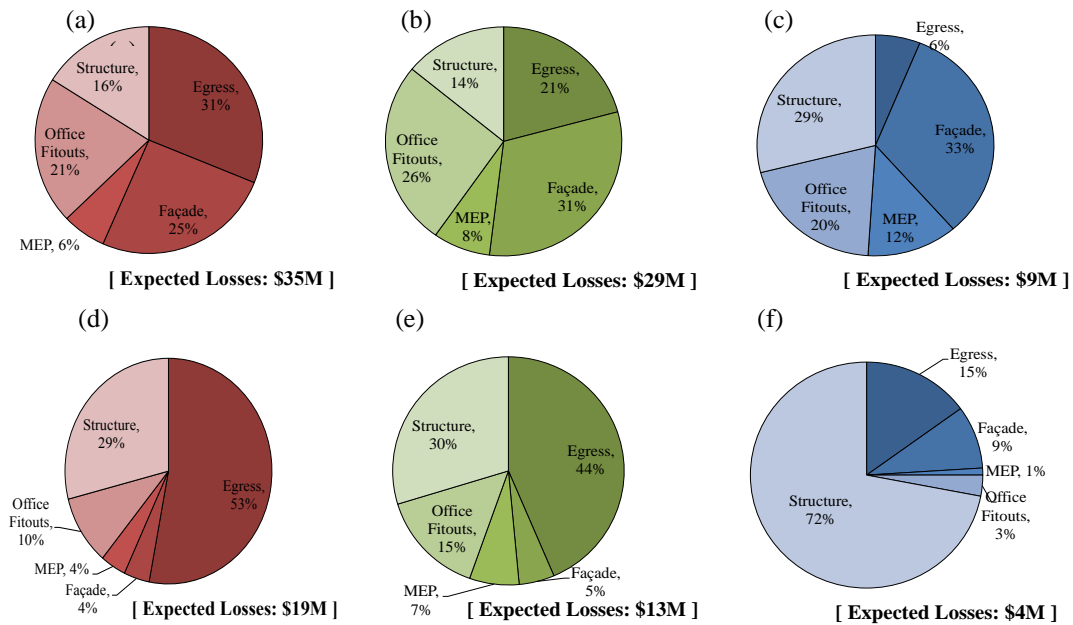 (a)
Structure,
16%
Egress,
31%
Office
Fitouts,
21%
Façade,
25%
MEP, 6%
[ Expected Losses: $35M ]
(b)
Structure,
14%
Egress,
21%
Office
Fitouts,
26%
Façade,
31%
MEP,
8%
[ Expected Losses: $29M ]
(c)
Egress,
6%
Structure,
29%
Façade,
33%
Office
Fitouts,
20%
MEP,
12%
[ Expected Losses: $9M ]
(d)
Structure,
29%
Egress,
53%
Office
Fitouts,
10%
MEP, 4%
Façade,
4%
[ Expected Losses: $19M ]
(e)
Structure,
30%
Egress,
44%
Office
Fitouts,
15%
MEP,
7%
Façade,
5%
[ Expected Losses: $13M ]
(f)
Egress,
15%
Façade,
9%
MEP, 1%
Office
Fitouts,
3%
Structure,
72%
[ Expected Losses: $4M ]